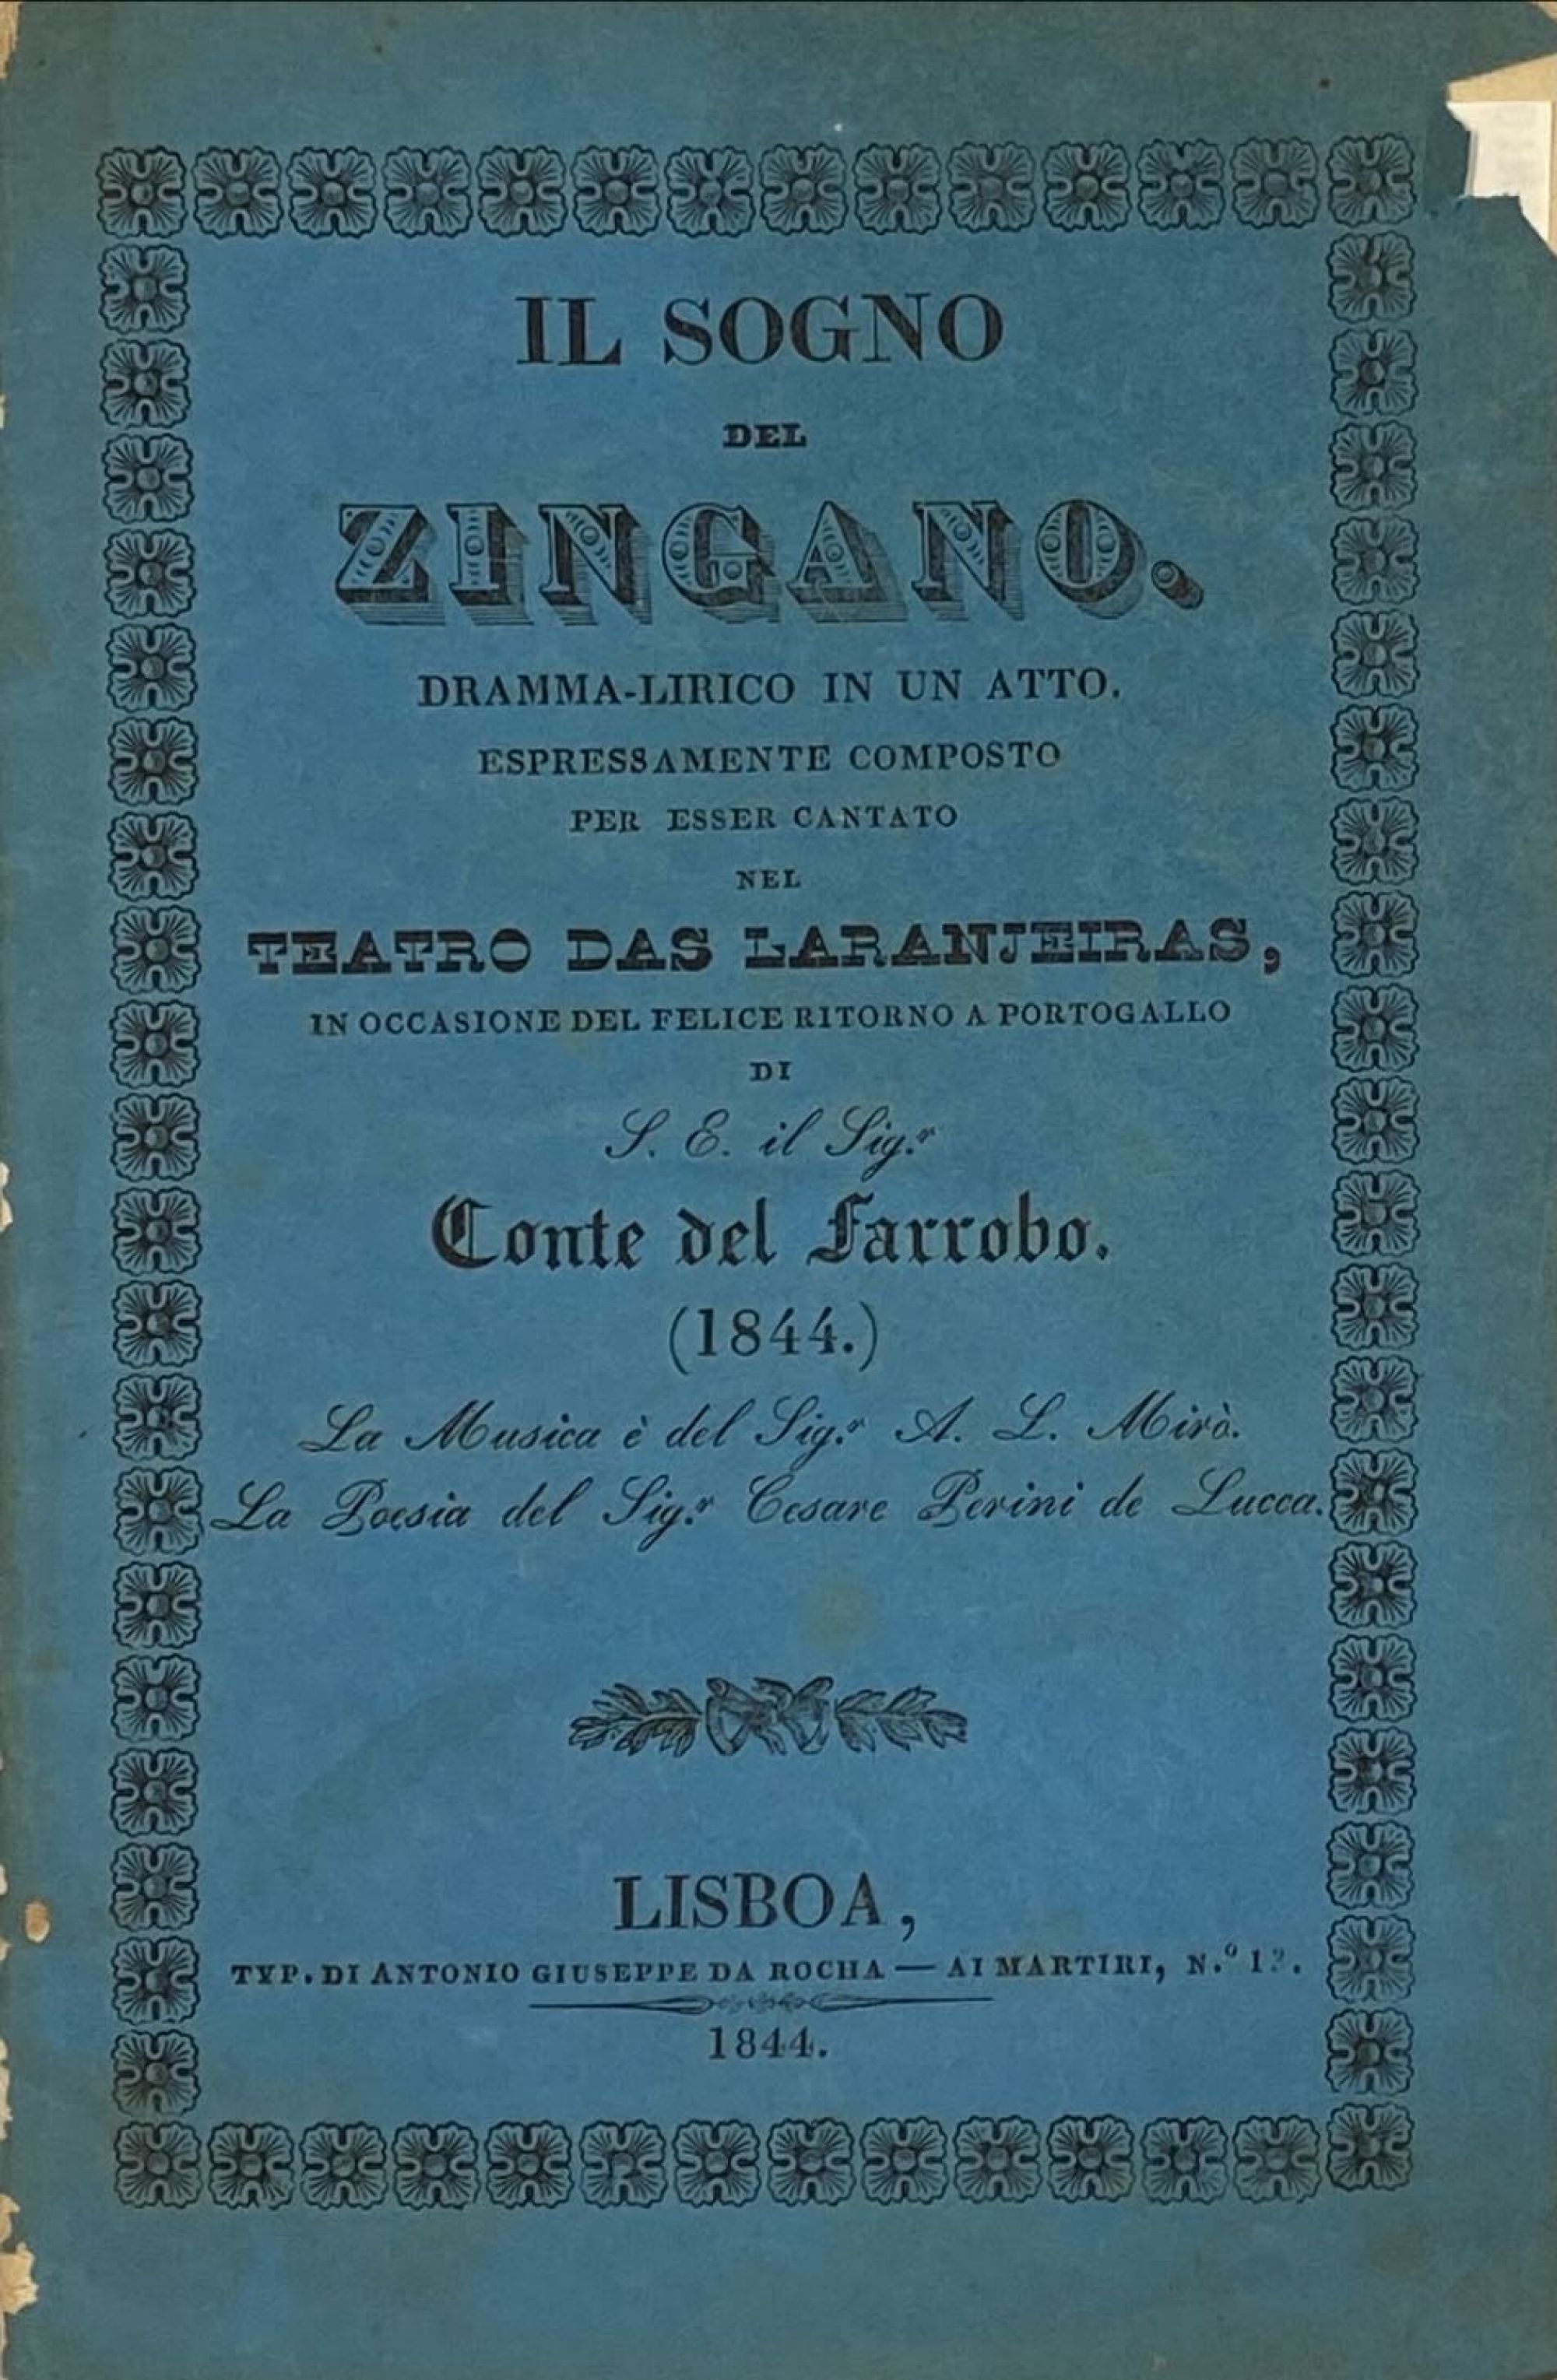 IL SOGNO
DEL
ZINGANO.
DRAMMA-LIRICO IN UN ATTO.
ESPRESSAMENTE COMPOSTO
PER ESSER CANTATO
NEL
TEATRO DAS LARANJEIRAS,
IN OCCASIONE DEL FELICE RITORNO A PORTOGALLO
DI
S. E. il Sig.r
Conte del Farrobo.
(1844.)
La Musica è del Sig.r A. L. Mirò.
La Poesia del Sig.r Cesare Perini de Lucca.
LISBOA,
TYP. DI ANTONIO GIUSEPPE DA ROCHA — AI MARTIRI, N.º
1844.